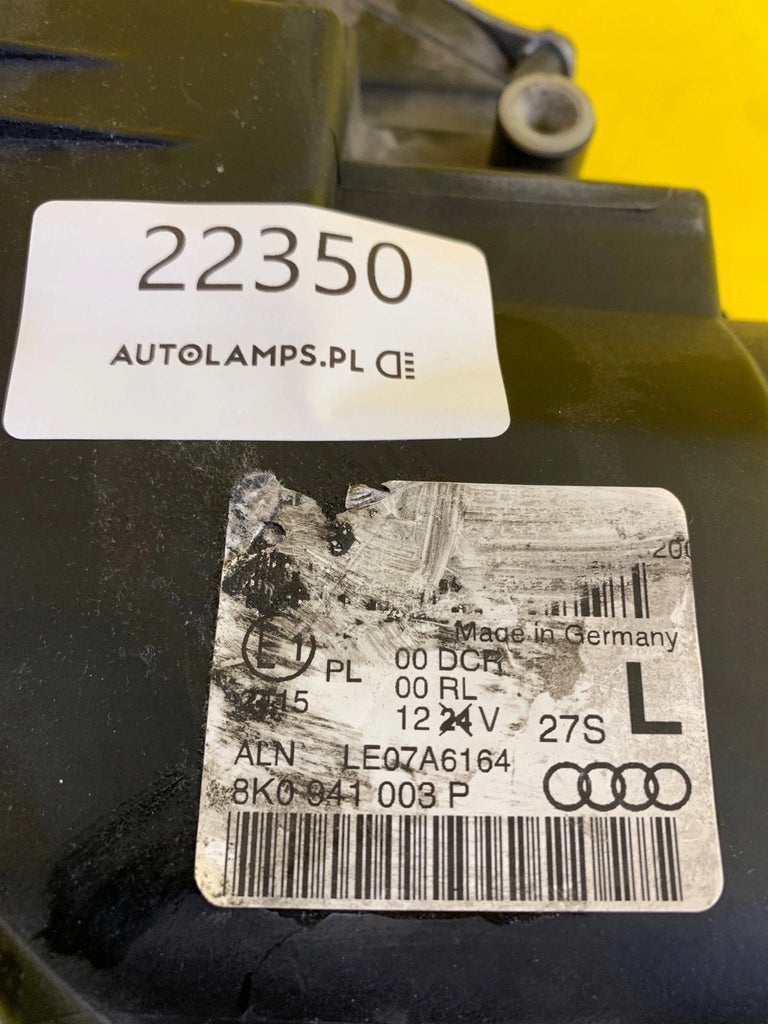 22350
AUTOLAMPS.PL
200
Made in Germany
E1 PL 00 DCR
00 RL
12 24 V 27S L
ALN LE07A6164
8K0 941 003 P